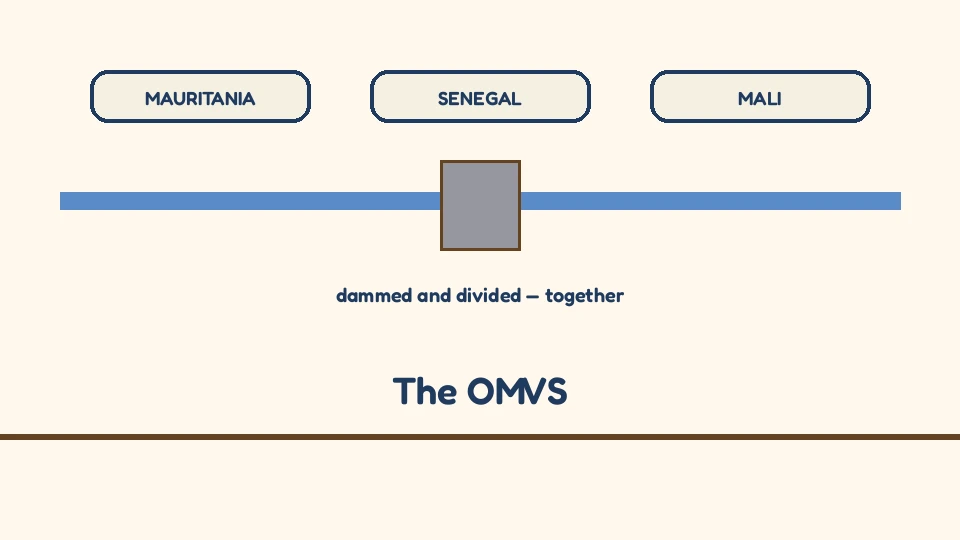 MAURITANIA
SENEGAL
MALI
dammed and divided – together
The OMVS